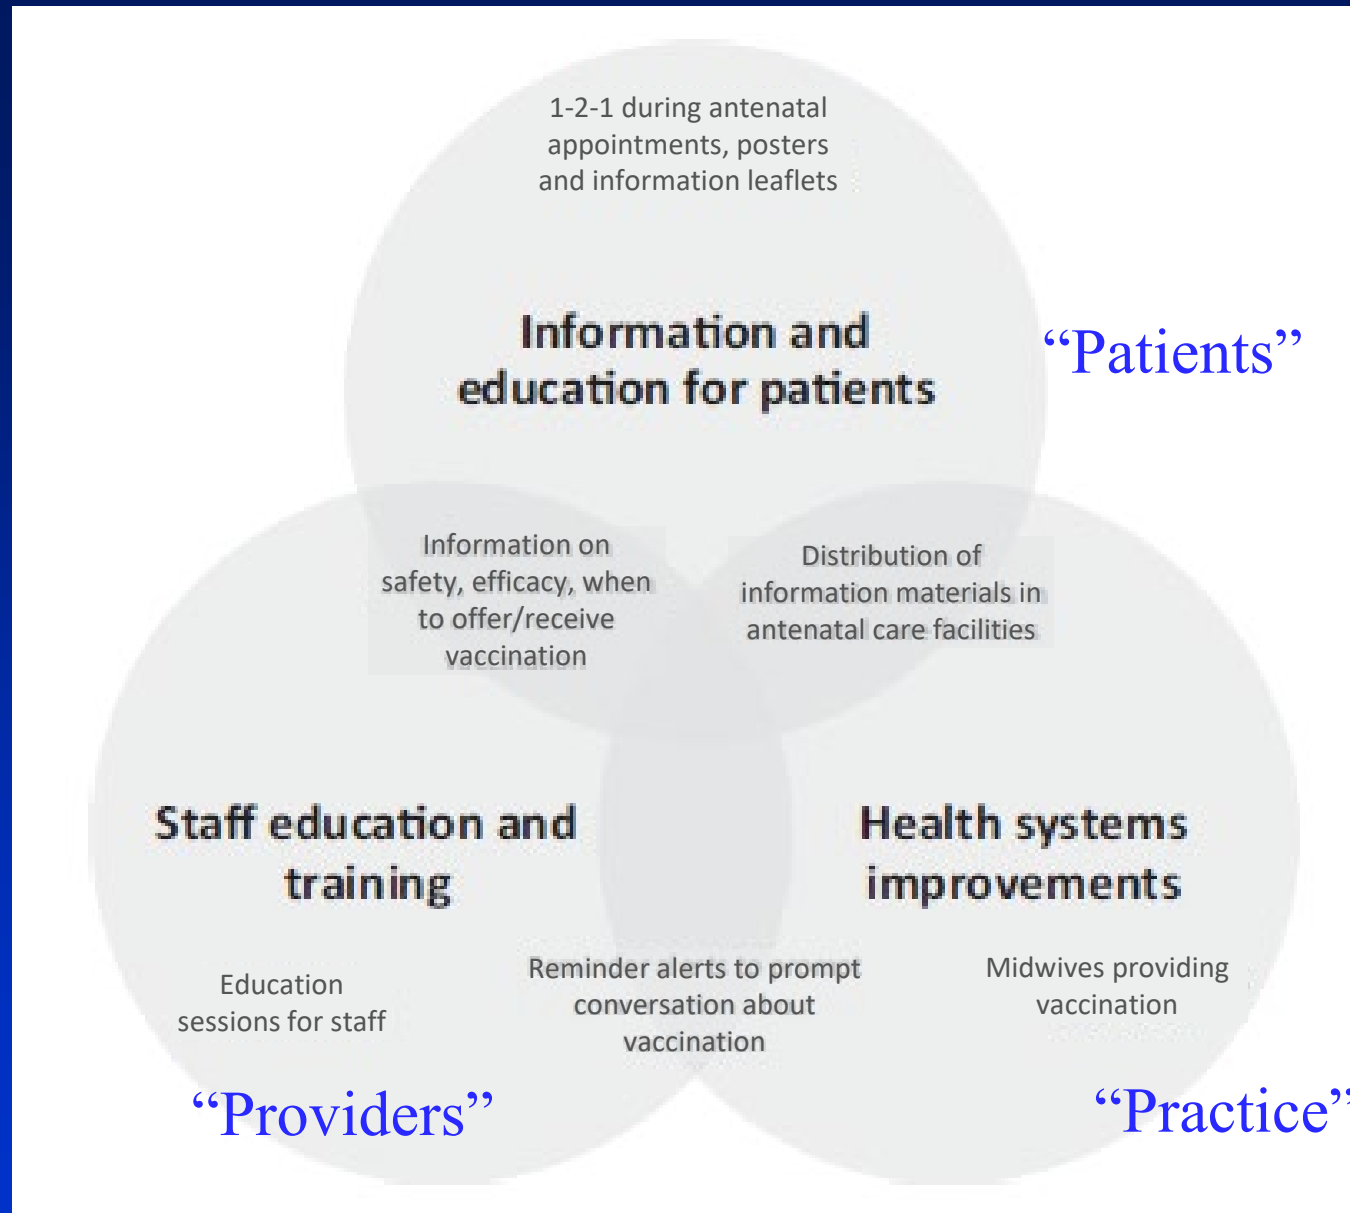 1-2-1 during antenatal
appointments, posters
and information leaflets
Information and
education for patients
“Patients”
Information on
safety, efficacy, when
to offer/receive
vaccination
Distribution of
information materials in
antenatal care facilities
Staff education and
training
Health systems
improvements
Education
sessions for staff
Reminder alerts to prompt
conversation about
vaccination
Midwives providing
vaccination
“Providers”
“Practice”